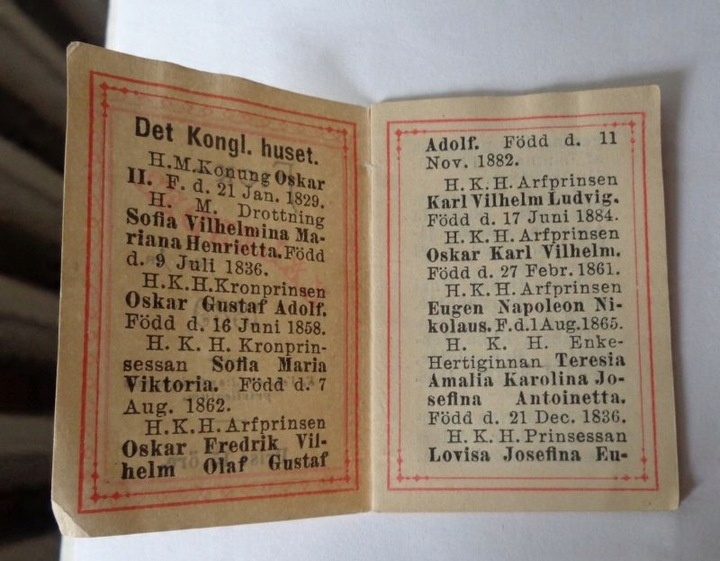 Det Kongl. huset.
H.M.Konung Oskar
II. F. d. 21 Jan. 1829.
H. M. Drottning
Sofia Vilhelmina Ma-
riana Henrietta. Född
d. 9 Juli 1836.
H.K.H.Kronprinsen
Oskar Gustaf Adolf.
Född d. 16 Juni 1858.
H. K. H. Kronprin-
sessan Sofia Maria
Viktoria. Född d. 7
Aug. 1862.
H.K.H.Arfprinsen
Oskar Fredrik Vil-
helm Olaf Gustaf
Adolf. Född d. 11
Nov. 1882.
H.K.H.Arfprinsen
Karl Vilhelm Ludvig.
Född d. 17 Juni 1884.
H.K.H.Arfprinsen
Oskar Karl Vilhelm.
Född d. 27 Febr. 1861.
H.K.H.Arfprinsen
Eugen Napoleon Ni-
kolaus. F.d.1 Aug.1865.
H. K. H. Enke-
Hertiginnan Teresia
Amalia Karolina Jo-
sefina Antoinetta.
Född d. 21 Dec. 1836.
H.K.H.Prinsessan
Lovisa Josefina Eu-